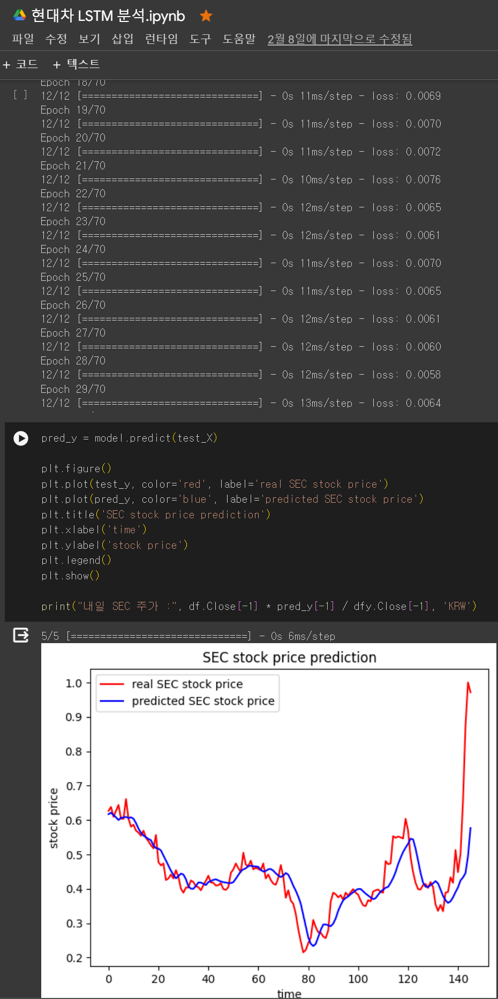 현대차 LSTM 분석.ipynb
파일 수정 보기 삽입 런타임 도구 도움말 2월 8일에 마지막으로 수정됨
+ 코드 + 텍스트
Epoch 18/70
[ ] 12/12 [==============================] - 0s 11ms/step - loss: 0.0069
Epoch 19/70
12/12 [==============================] - 0s 11ms/step - loss: 0.0070
Epoch 20/70
12/12 [==============================] - 0s 11ms/step - loss: 0.0072
Epoch 21/70
12/12 [==============================] - 0s 10ms/step - loss: 0.0076
Epoch 22/70
12/12 [==============================] - 0s 12ms/step - loss: 0.0065
Epoch 23/70
12/12 [==============================] - 0s 12ms/step - loss: 0.0061
Epoch 24/70
12/12 [==============================] - 0s 11ms/step - loss: 0.0070
Epoch 25/70
12/12 [==============================] - 0s 11ms/step - loss: 0.0065
Epoch 26/70
12/12 [==============================] - 0s 12ms/step - loss: 0.0061
Epoch 27/70
12/12 [==============================] - 0s 12ms/step - loss: 0.0060
Epoch 28/70
12/12 [==============================] - 0s 12ms/step - loss: 0.0058
Epoch 29/70
12/12 [==============================] - 0s 13ms/step - loss: 0.0064
pred_y = model.predict(test_X)
plt.figure()
plt.plot(test_y, color='red', label='real SEC stock price')
plt.plot(pred_y, color='blue', label='predicted SEC stock price')
plt.title('SEC stock price prediction')
plt.xlabel('time')
plt.ylabel('stock price')
plt.legend()
plt.show()
print("내일 SEC 주가 :", df.Close[-1] * pred_y[-1] / dfy.Close[-1], 'KRW')
5/5 [==============================] - 0s 6ms/step
SEC stock price prediction
real SEC stock price
predicted SEC stock price
1.0
0.9
0.8
0.7
0.6
0.5
0.4
0.3
0.2
stock price
0 20 40 60 80 100 120 140
time